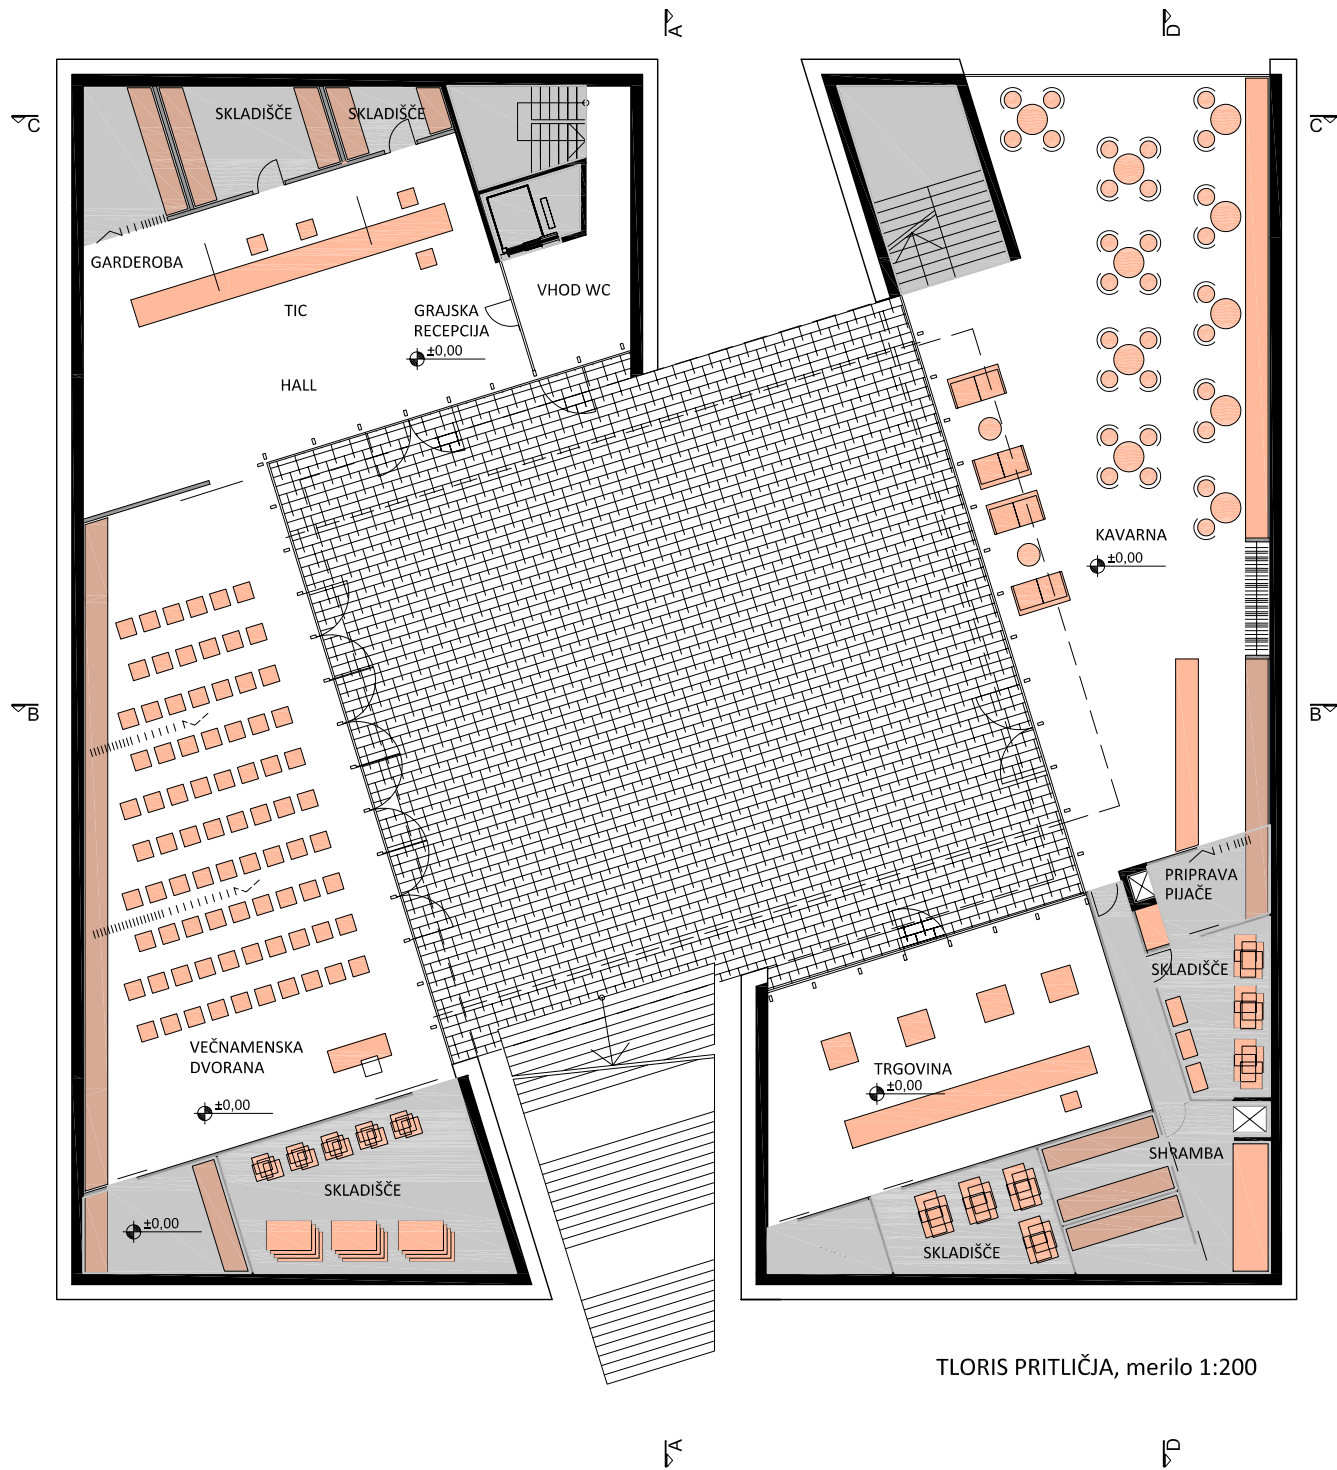 A
D
C
C
SKLADIŠČE
SKLADIŠČE
GARDEROBA
TIC
GRAJSKA
RECEPCIJA
±0,00
VHOD WC
HALL
KAVARNA
±0,00
B
B
PRIPRAVA
PIJAČE
SKLADIŠČE
VEČNAMENSKA
DVORANA
±0,00
TRGOVINA
±0,00
SHRAMBA
SKLADIŠČE
±0,00
SKLADIŠČE
TLORIS PRITLIČJA, merilo 1:200
A
D